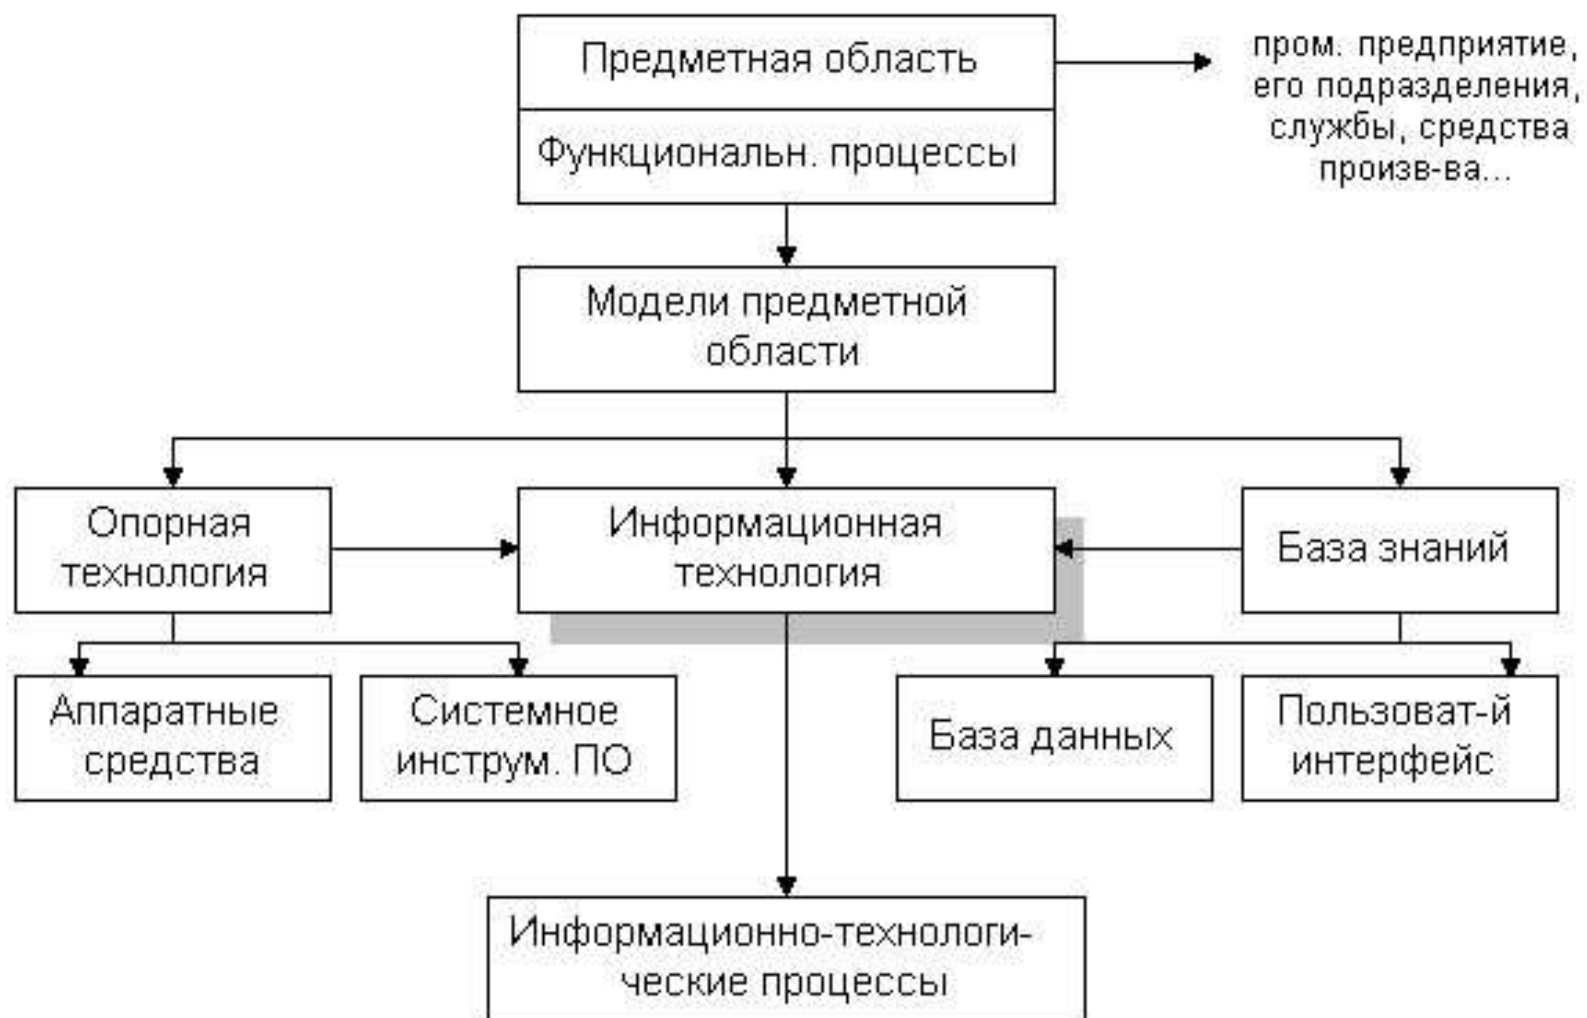 Предметная область
Функциональн. процессы
пром. предприятие,
его подразделения,
службы, средства
произв-ва...
Модели предметной
области
Опорная
технология
Информационная
технология
База знаний
Аппаратные
средства
Системное
инструм. ПО
База данных
Пользоват-й
интерфейс
Информационно-технологи-
ческие процессы